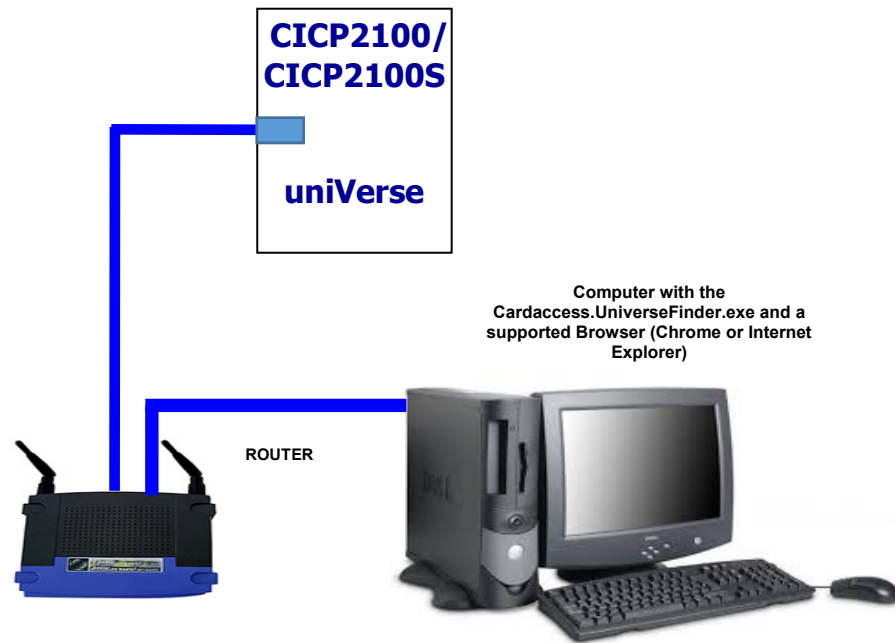 CICP2100/
CICP2100S
uniVerse
Computer with the
Cardaccess.UniverseFinder.exe and a
supported Browser (Chrome or Internet
Explorer)
ROUTER